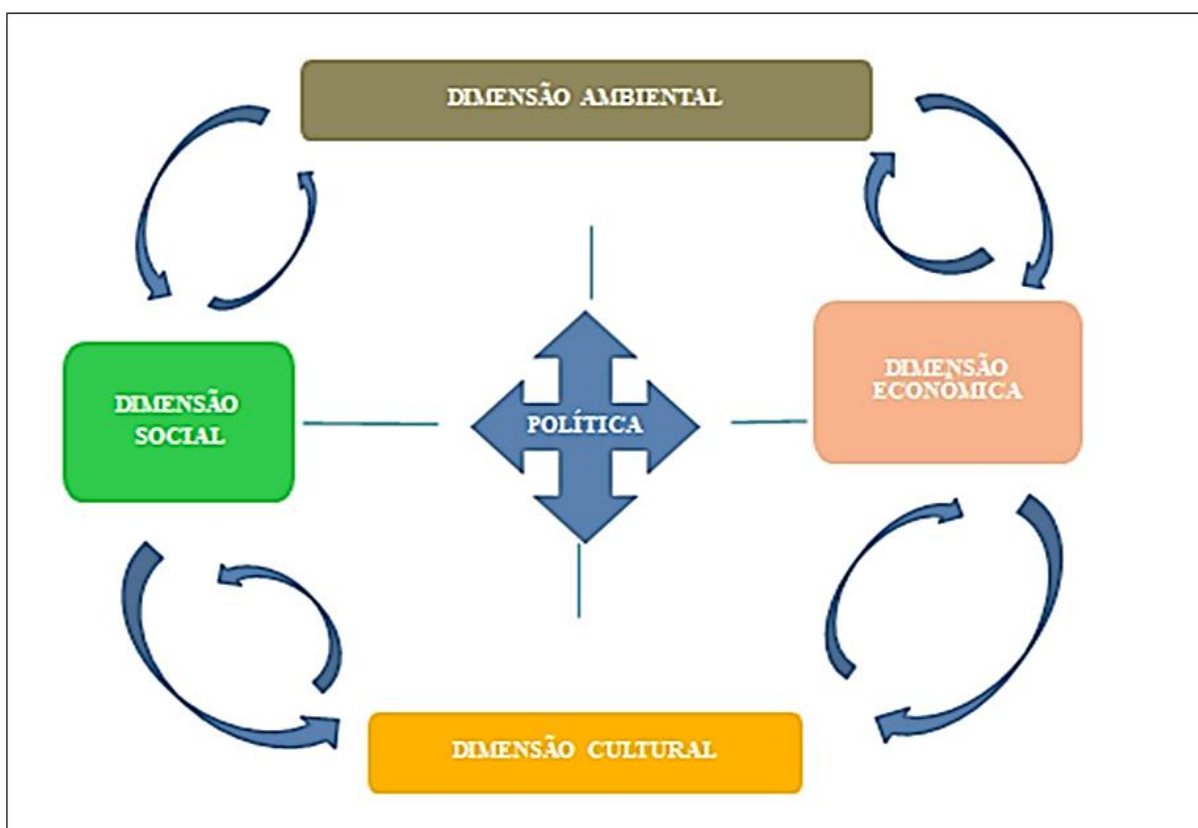 DIMENSÃO AMBIENTAL
DIMENSÃO
SOCIAL
POLÍTICA
DIMENSÃO
ECONÔMICA
DIMENSÃO CULTURAL